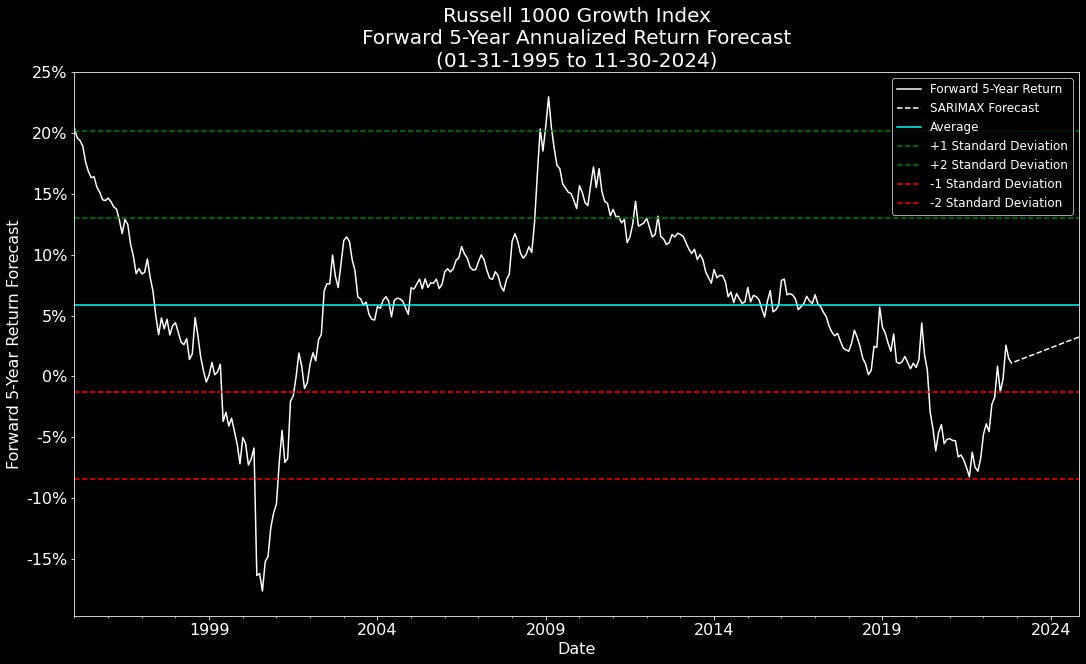 Russell 1000 Growth Index
Forward 5-Year Annualized Return Forecast
(01-31-1995 to 11-30-2024)
25%
20%
15%
10%
5%
0%
-5%
-10%
-15%
Forward 5-Year Return Forecast
Forward 5-Year Return
SARIMAX Forecast
Average
+1 Standard Deviation
+2 Standard Deviation
-1 Standard Deviation
-2 Standard Deviation
1999
2004
2009
2014
2019
2024
Date